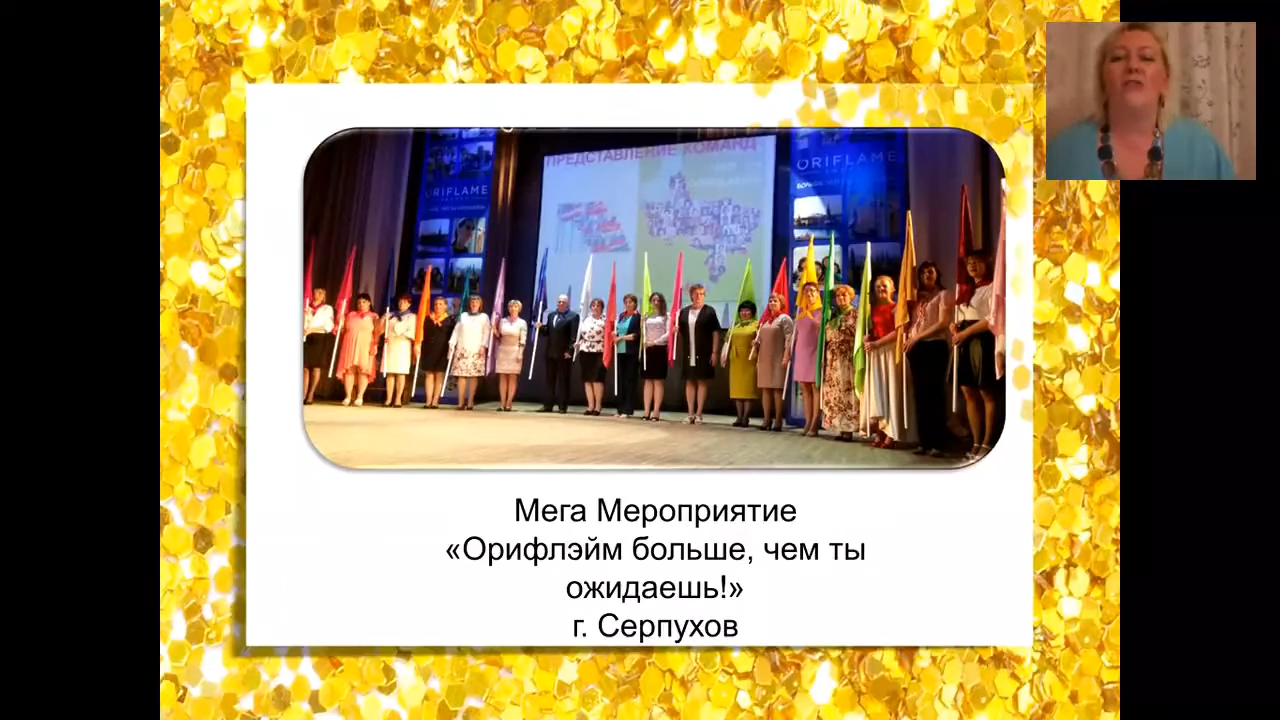 ПРЕДСТАВЛЕНИЕ КОМАНД
ORIFLAME
ORIFLAME
Мега Мероприятие
«Орифлэйм больше, чем ты
ожидаешь!»
г. Серпухов